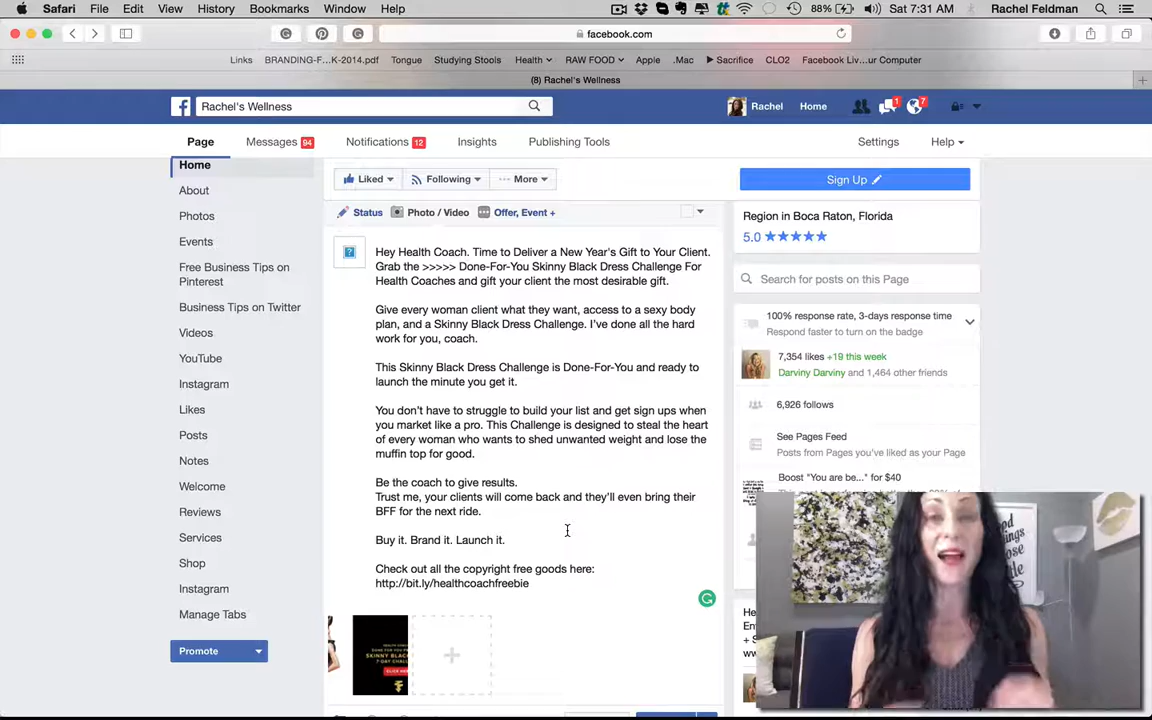 Safari File Edit View History Bookmarks Window Help 88% Sat 7:31 AM Rachel Feldman
facebook.com
Links BRANDING-F...K-2014.pdf Tongue Studying Stools Health RAW FOOD Apple .Mac Sacrifice CLO2 Facebook Liv...ur Computer
(8) Rachel's Wellness
Rachel's Wellness
Rachel Home 1 7
Page Messages 94 Notifications 12 Insights Publishing Tools Settings Help
Home
About
Photos
Events
Free Business Tips on
Pinterest
Business Tips on Twitter
Videos
YouTube
Instagram
Likes
Posts
Notes
Welcome
Reviews
Services
Shop
Instagram
Manage Tabs
Promote
Liked Following More
Status Photo / Video Offer, Event +
Hey Health Coach. Time to Deliver a New Year's Gift to Your Client.
Grab the >>>>> Done-For-You Skinny Black Dress Challenge For
Health Coaches and gift your client the most desirable gift.
Give every woman client what they want, access to a sexy body
plan, and a Skinny Black Dress Challenge. I've done all the hard
work for you, coach.
This Skinny Black Dress Challenge is Done-For-You and ready to
launch the minute you get it.
You don't have to struggle to build your list and get sign ups when
you market like a pro. This Challenge is designed to steal the heart
of every woman who wants to shed unwanted weight and lose the
muffin top for good.
Be the coach to give results.
Trust me, your clients will come back and they'll even bring their
BFF for the next ride.
Buy it. Brand it. Launch it.
Check out all the copyright free goods here:
http://bit.ly/healthcoachfreebie
SKINNY BLACK
Sign Up
Region in Boca Raton, Florida
5.0 ★★★★★
Search for posts on this Page
100% response rate, 3-days response time
Respond faster to turn on the badge
7,354 likes +19 this week
Darviny Darviny and 1,464 other friends
6,926 follows
See Pages Feed
Posts from Pages you've liked as your Page
Boost "You are be..." for $40
good